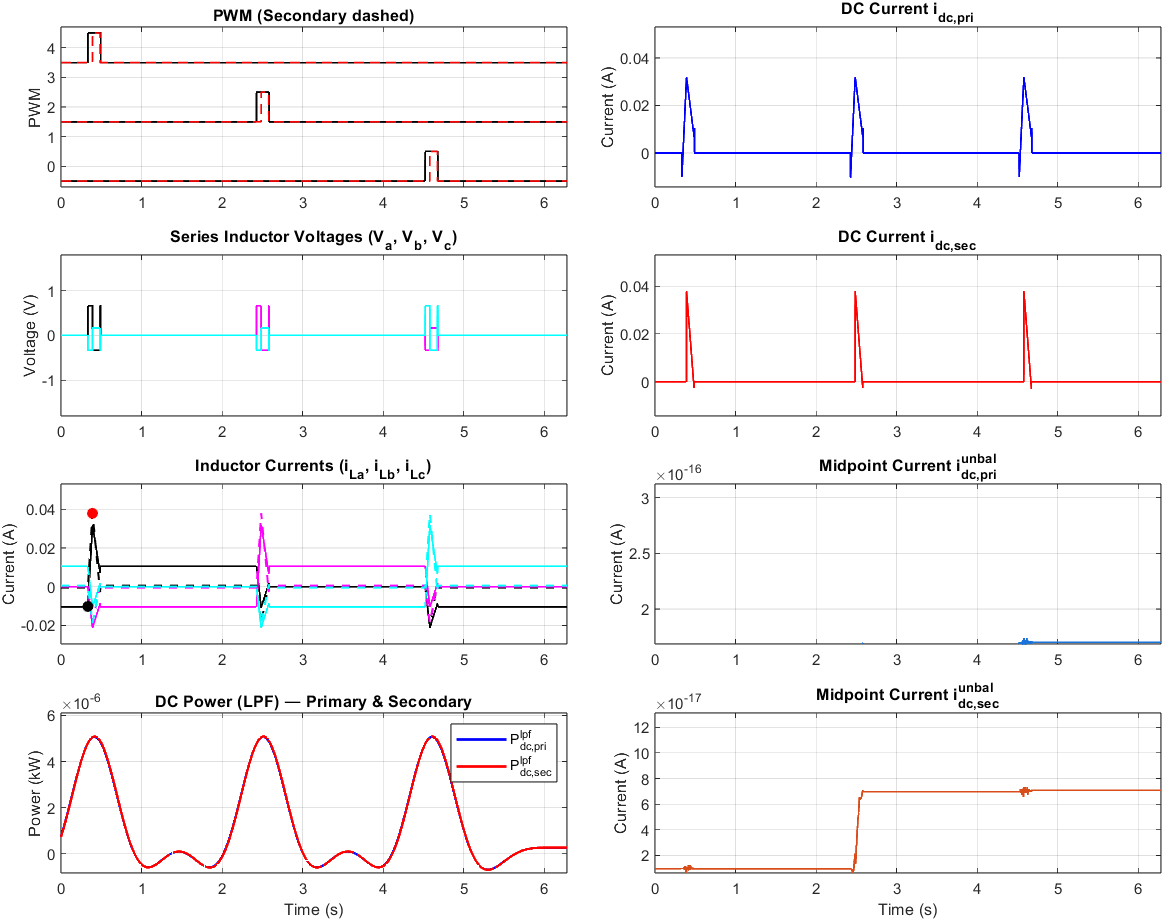 PWM (Secondary dashed)
PWM
4
3
2
1
0
0 1 2 3 4 5 6
DC Current i_dc,pri
Current (A)
0.04
0.02
0
0 1 2 3 4 5 6
Series Inductor Voltages (V_a, V_b, V_c)
Voltage (V)
1
0
-1
0 1 2 3 4 5 6
DC Current i_dc,sec
Current (A)
0.04
0.02
0
0 1 2 3 4 5 6
Inductor Currents (i_La, i_Lb, i_Lc)
Current (A)
0.04
0.02
0
-0.02
0 1 2 3 4 5 6
Midpoint Current i^unbal_dc,pri
×10^-16
Current (A)
3
2.5
2
0 1 2 3 4 5 6
DC Power (LPF) — Primary & Secondary
×10^-6
Power (kW)
6
4
2
0
P^lpf_dc,pri
P^lpf_dc,sec
0 1 2 3 4 5 6
Time (s)
Midpoint Current i^unbal_dc,sec
×10^-17
Current (A)
12
10
8
6
4
2
0 1 2 3 4 5 6
Time (s)